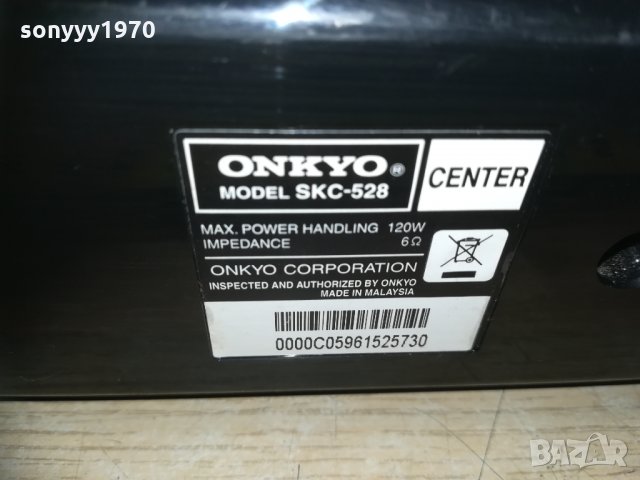 sonyyy1970
ONKYO®
MODEL SKC-528
CENTER
MAX. POWER HANDLING 120W
IMPEDANCE 6Ω
ONKYO CORPORATION
INSPECTED AND AUTHORIZED BY ONKYO
MADE IN MALAYSIA
0000C05961525730
BAZAR